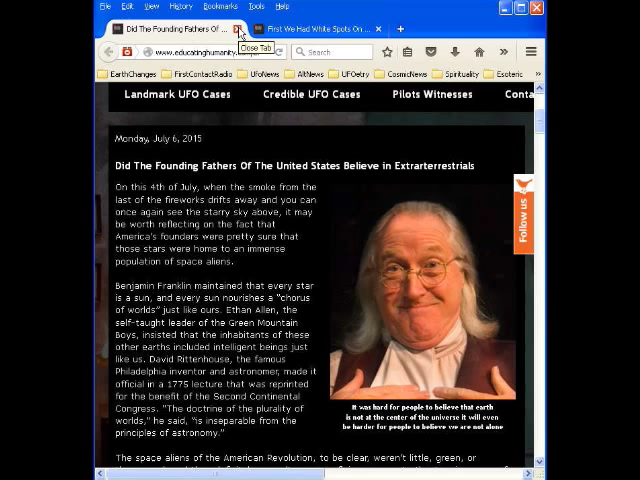 File Edit View History Bookmarks Tools Help
Did The Founding Fathers Of ... First We Had White Spots On ...
Close Tab
www.educatinghumanity.
Search
EarthChanges FirstContactRadio UfoNews AltNews UFOetry CosmicNews Spirituality Esoteric
Landmark UFO Cases Credible UFO Cases Pilots Witnesses Conta
Monday, July 6, 2015
Did The Founding Fathers Of The United States Believe in Extrarterrestrials
On this 4th of July, when the smoke from the
last of the fireworks drifts away and you can
once again see the starry sky above, it may
be worth reflecting on the fact that
America's founders were pretty sure that
those stars were home to an immense
population of space aliens.
Benjamin Franklin maintained that every star
is a sun, and every sun nourishes a "chorus
of worlds" just like ours. Ethan Allen, the
self-taught leader of the Green Mountain
Boys, insisted that the inhabitants of these
other earths included intelligent beings just
like us. David Rittenhouse, the famous
Philadelphia inventor and astronomer, made it
official in a 1775 lecture that was reprinted
for the benefit of the Second Continental
Congress. "The doctrine of the plurality of
worlds," he said, "is inseparable from the
principles of astronomy."
It was hard for people to believe that earth
is not at the center of the universe it will even
be harder for people to believe we are not alone
Follow us
The space aliens of the American Revolution, to be clear, weren't little, green, or